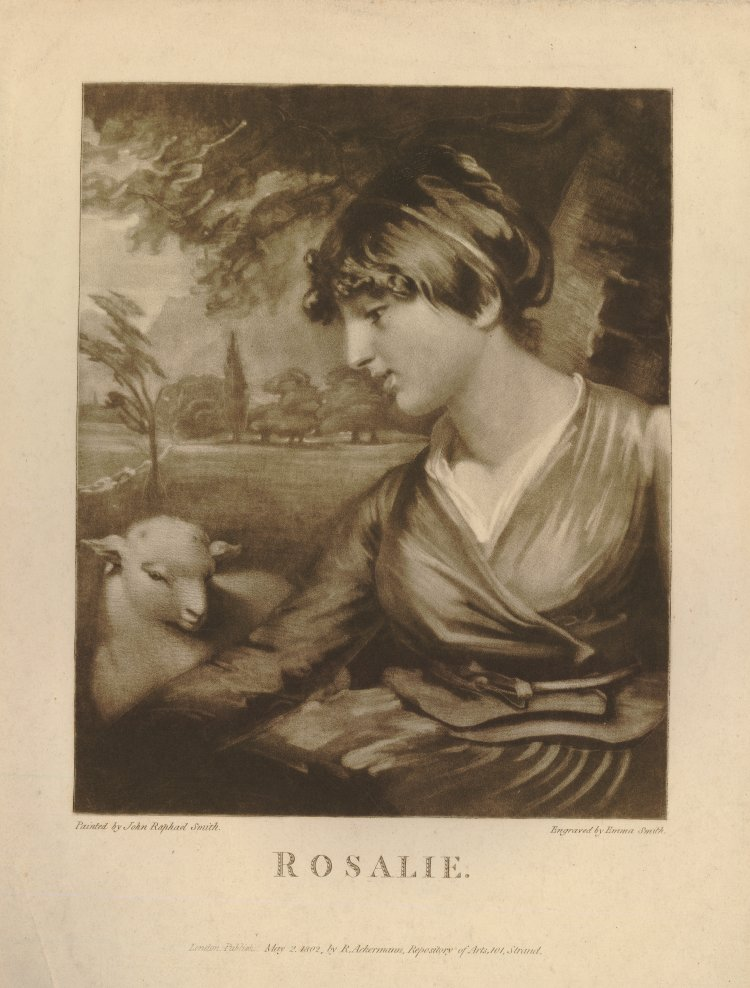 Painted by John Raphael Smith.
Engraved by Emma Smith.
ROSALIE.
London, Publish'd May 2, 1802, by R. Ackermann, Repository of Arts, 101, Strand.